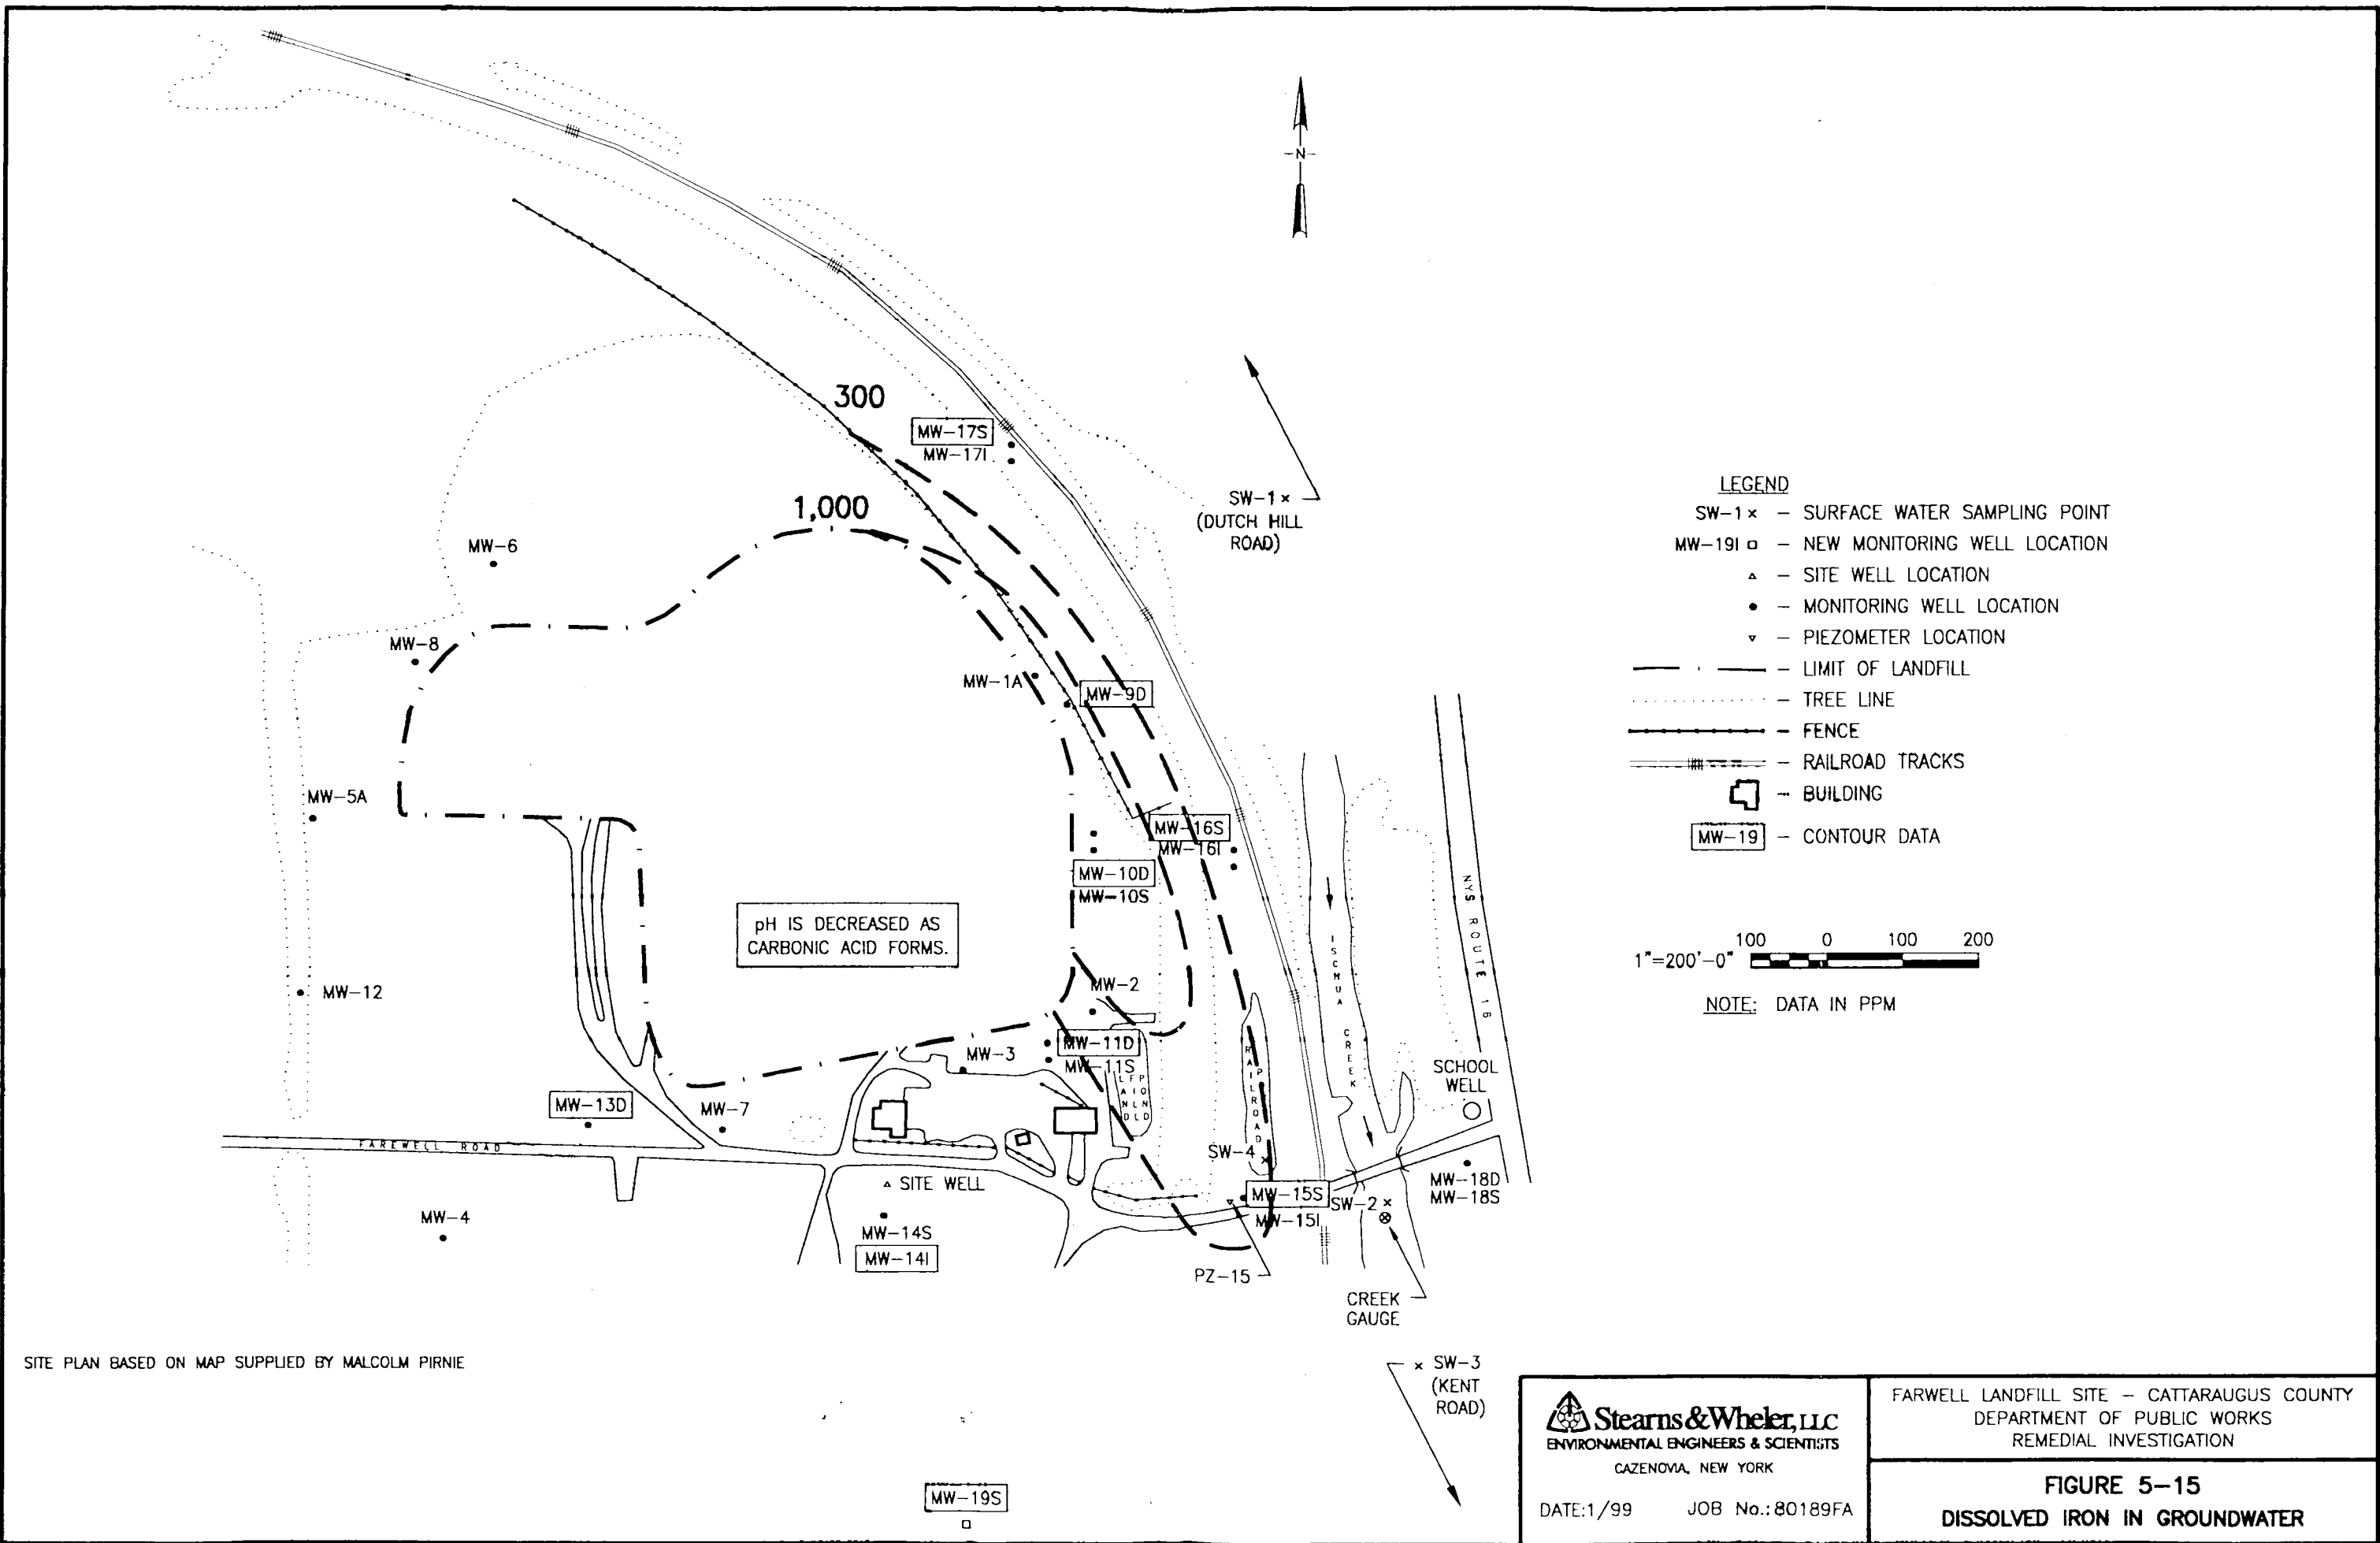 -N-
300
MW-17S
MW-17I
1,000
SW-1 x
(DUTCH HILL
ROAD)
MW-6
MW-8
MW-1A
MW-9D
MW-5A
MW-16S
MW-16I
MW-10D
MW-10S
pH IS DECREASED AS
CARBONIC ACID FORMS.
MW-12
MW-2
MW-11D
MW-11S
MW-3
LANDFILL POND
RAILROAD P
ISCHUA CREEK
NYS ROUTE 16
SCHOOL
WELL
MW-13D
MW-7
FAREWELL ROAD
SW-4
SITE WELL
MW-15S
MW-15I
SW-2 x
MW-18D
MW-18S
MW-4
MW-14S
MW-14I
PZ-15
CREEK
GAUGE
x SW-3
(KENT
ROAD)
MW-19S
LEGEND
SW-1 x - SURFACE WATER SAMPLING POINT
MW-19I □ - NEW MONITORING WELL LOCATION
▵ - SITE WELL LOCATION
• - MONITORING WELL LOCATION
▿ - PIEZOMETER LOCATION
- LIMIT OF LANDFILL
- TREE LINE
- FENCE
- RAILROAD TRACKS
- BUILDING
MW-19 - CONTOUR DATA
100 0 100 200
1"=200'-0"
NOTE: DATA IN PPM
SITE PLAN BASED ON MAP SUPPLIED BY MALCOLM PIRNIE
Stearns & Wheler, LLC
ENVIRONMENTAL ENGINEERS & SCIENTISTS
CAZENOVIA, NEW YORK
DATE:1/99 JOB No.:80189FA
FARWELL LANDFILL SITE - CATTARAUGUS COUNTY
DEPARTMENT OF PUBLIC WORKS
REMEDIAL INVESTIGATION
FIGURE 5-15
DISSOLVED IRON IN GROUNDWATER